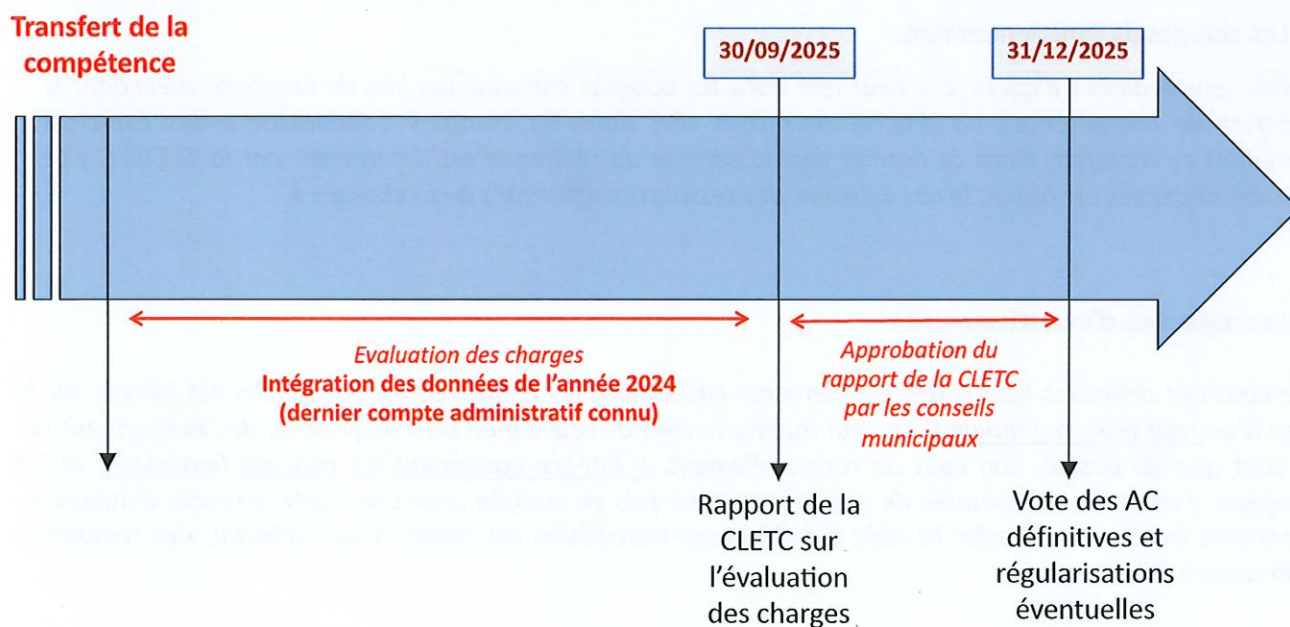 Transfert de la
compétence
30/09/2025
31/12/2025
Evaluation des charges
Intégration des données de l'année 2024
(dernier compte administratif connu)
Approbation du
rapport de la CLETC
par les conseils
municipaux
Rapport de la
CLETC sur
l'évaluation
des charges
Vote des AC
définitives et
régularisations
éventuelles